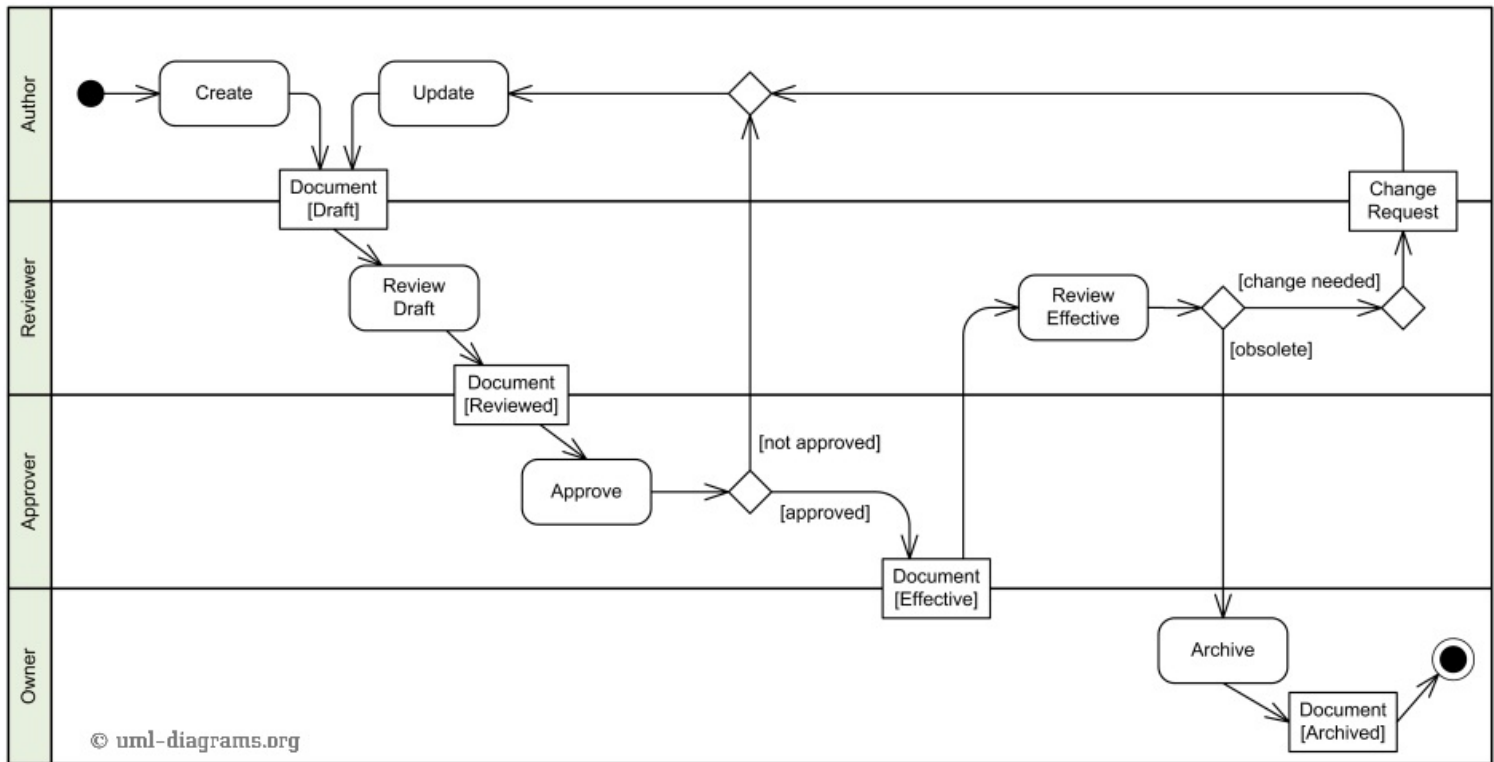 Author
Create
Update
Document
[Draft]
Change
Request
Reviewer
Review
Draft
Review
Effective
[change needed]
[obsolete]
Document
[Reviewed]
Approver
[not approved]
Approve
[approved]
Document
[Effective]
Owner
Archive
Document
[Archived]
© uml-diagrams.org